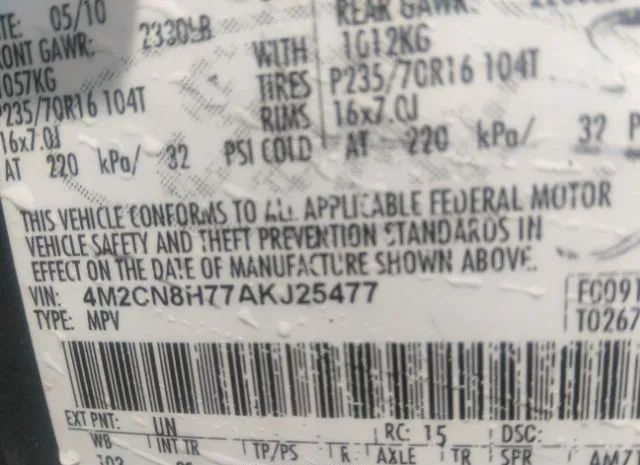 05/10
FRONT GAWR: 2330LB
1057KG
P235/70R16 104T
16x7.0J
AT 220 kPa/ 32 PSI COLD
REAR GAWR:
WITH 1012KG
TIRES P235/70R16 104T
RIMS 16x7.0J
AT 220 kPa/ 32
THIS VEHICLE CONFORMS TO ALL APPLICABLE FEDERAL MOTOR
VEHICLE SAFETY AND THEFT PREVENTION STANDARDS IN
EFFECT ON THE DATE OF MANUFACTURE SHOWN ABOVE.
VIN: 4M2CN8H77AKJ25477
TYPE: MPV
T0267
EXT PNT: UN RC: 15 DSC:
WB INT TR TP/PS R AXLE TR SPR